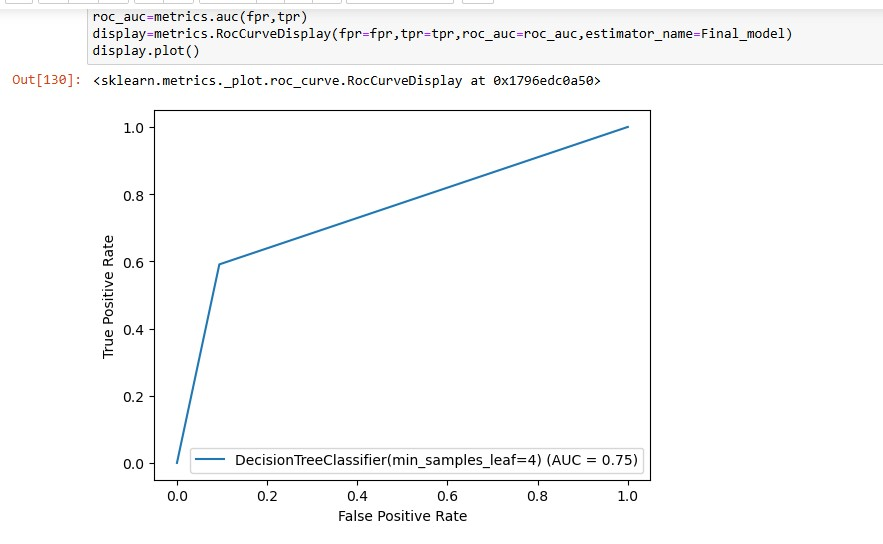 roc_auc=metrics.auc(fpr,tpr)
display=metrics.RocCurveDisplay(fpr=fpr,tpr=tpr,roc_auc=roc_auc,estimator_name=Final_model)
display.plot()
Out[130]: <sklearn.metrics._plot.roc_curve.RocCurveDisplay at 0x1796edc0a50>
1.0
0.8
0.6
0.4
0.2
0.0
True Positive Rate
DecisionTreeClassifier(min_samples_leaf=4) (AUC = 0.75)
0.0 0.2 0.4 0.6 0.8 1.0
False Positive Rate